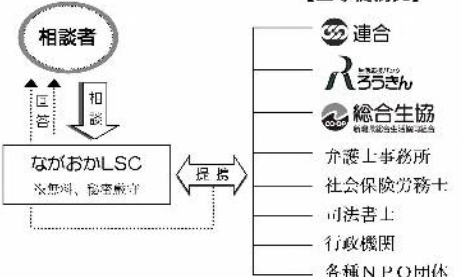 相談者
回答
相談
ながおかLSC
※無料、秘密厳守
提携
連合
ろうきん
総合生協
弁護士事務所
社会保険労務士
司法書士
行政機関
各種NPO団体